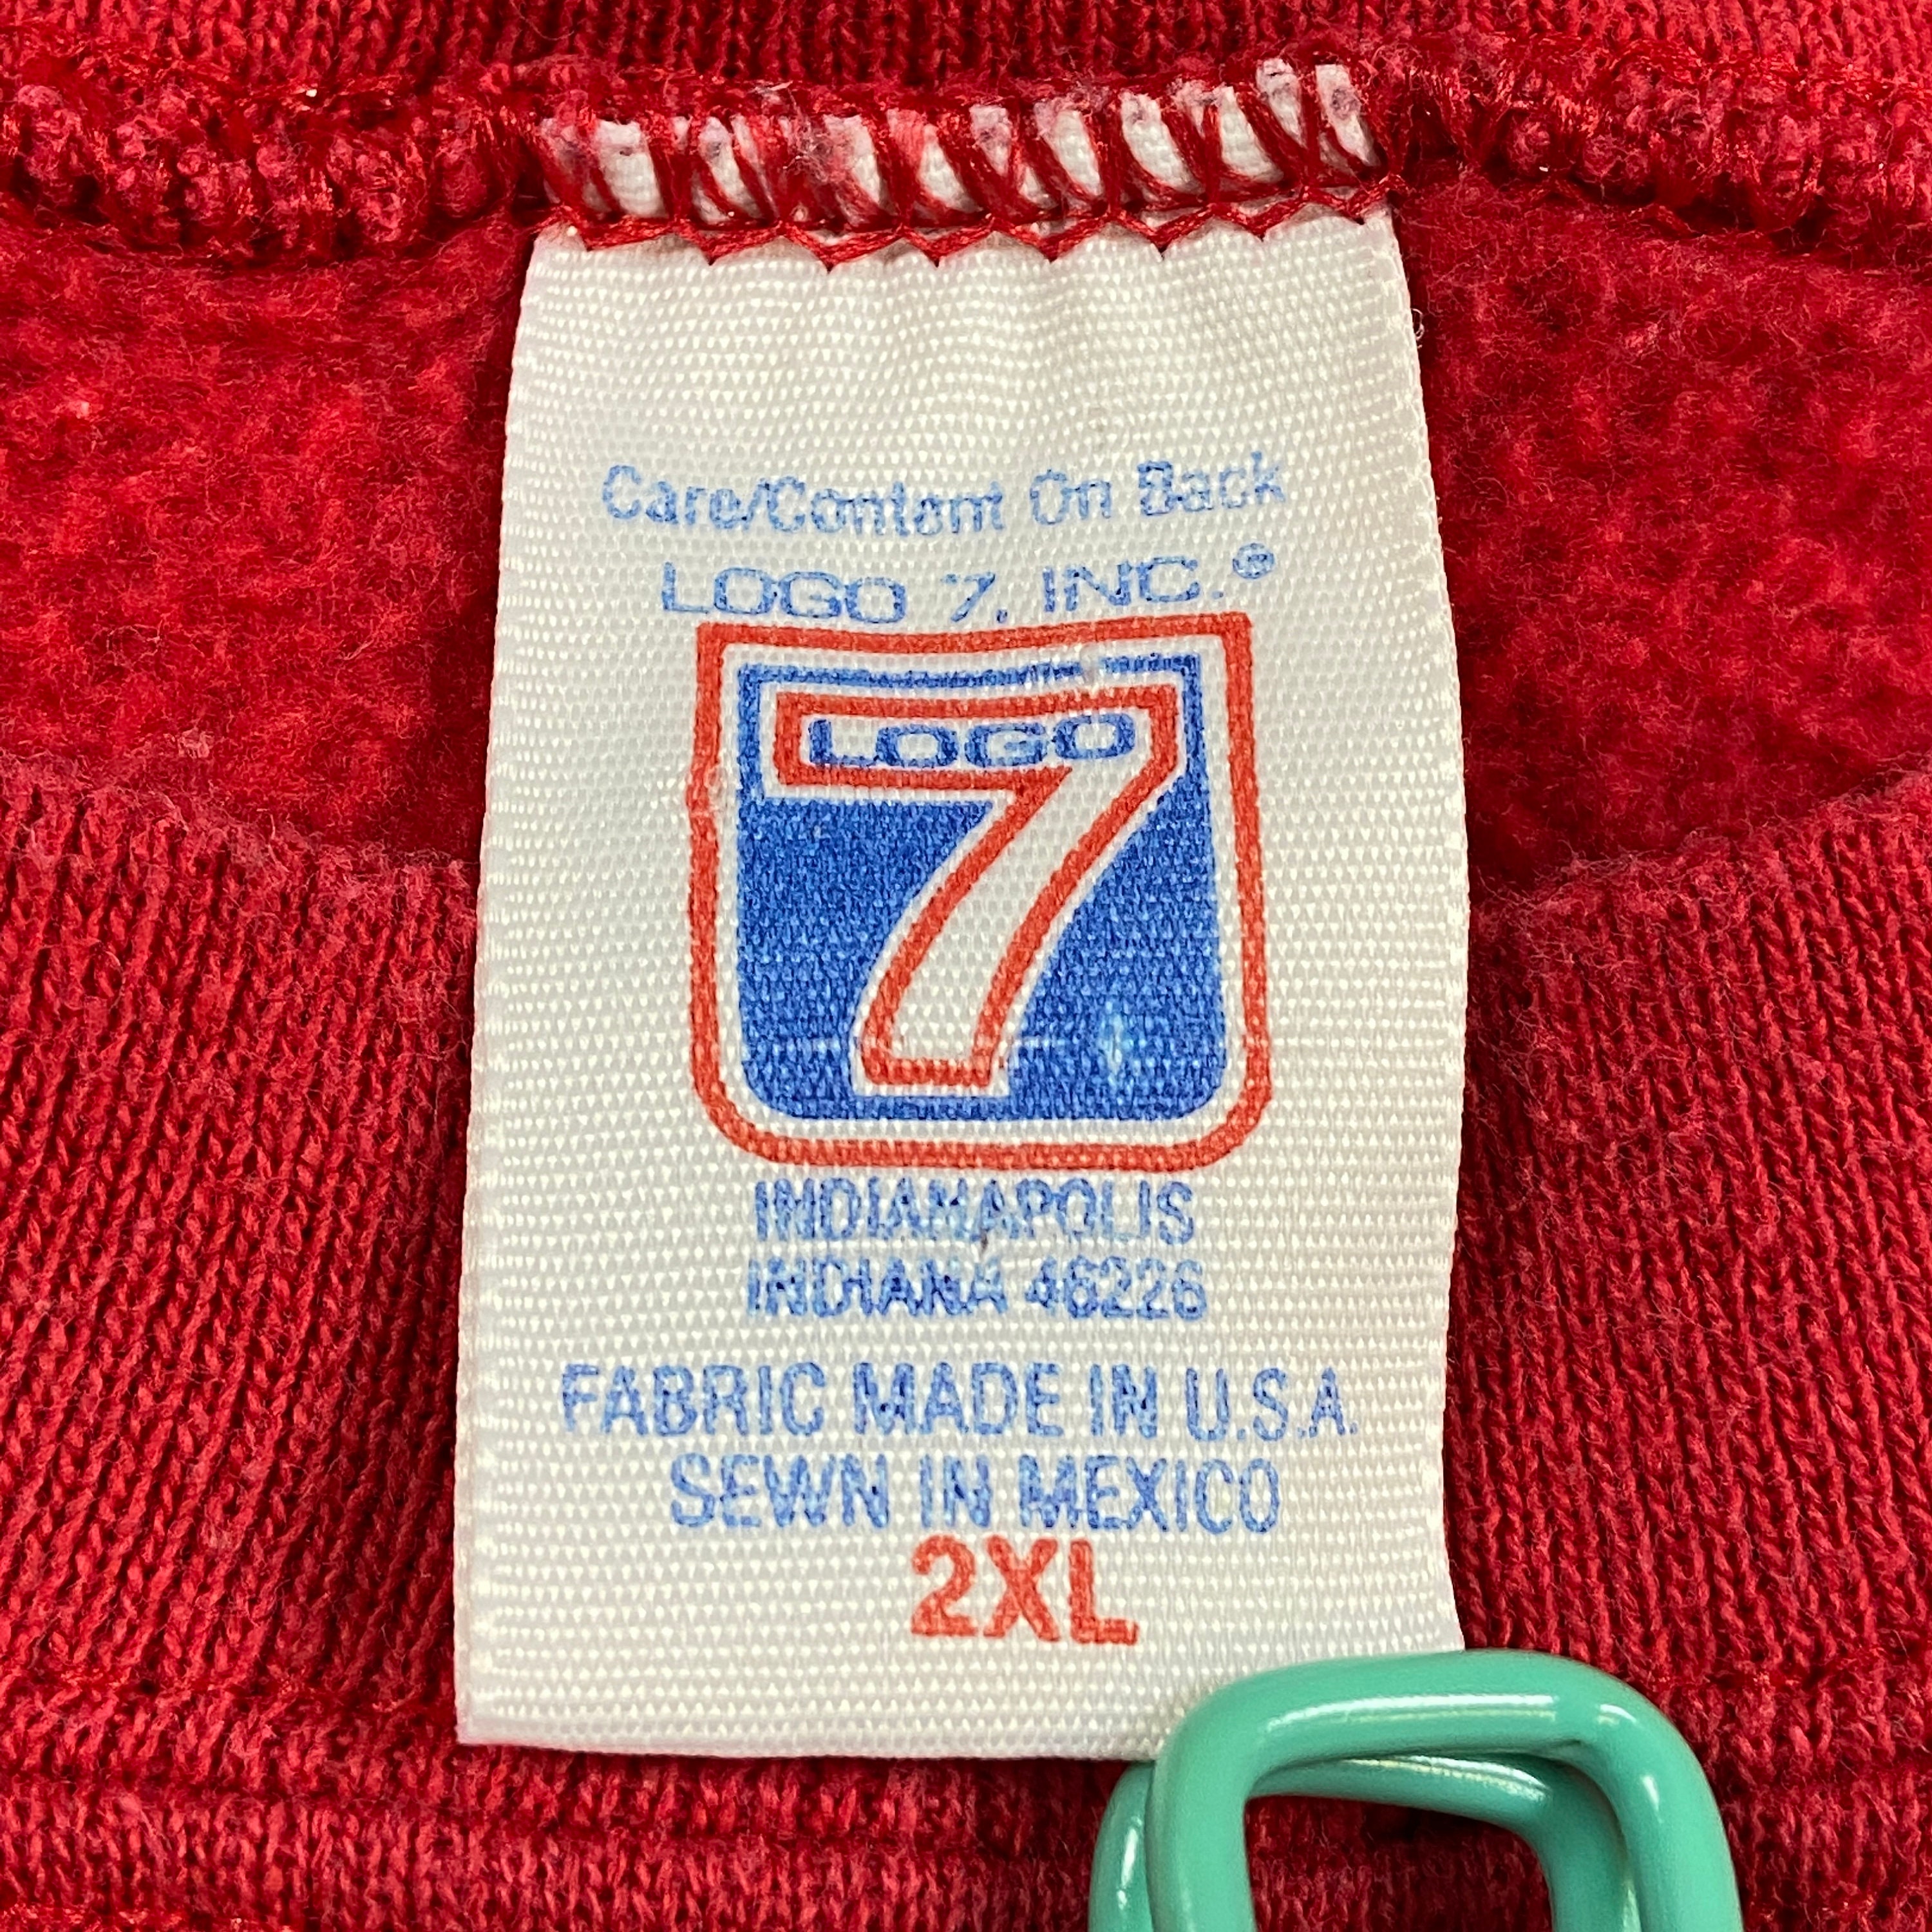 Care/Content On Back
LOGO 7, INC.®
LOGO
7
INDIANAPOLIS
INDIANA 46226
FABRIC MADE IN U.S.A.
SEWN IN MEXICO
2XL